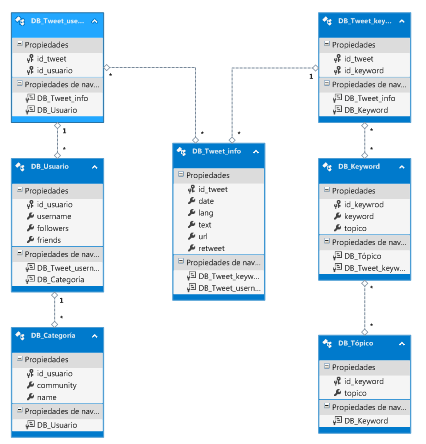 DB_Tweet_use...
Propiedades
id_tweet
id_usuario
Propiedades de nav...
DB_Tweet_info
DB_Usuario
*
1
*
DB_Usuario
Propiedades
id_usuario
username
followers
friends
Propiedades de nav...
DB_Tweet_usern...
DB_Categoria
1
*
DB_Categoria
Propiedades
id_usuario
community
name
Propiedades de nav...
DB_Usuario
*
*
DB_Tweet_info
Propiedades
id_tweet
date
lang
text
url
retweet
Propiedades de nav...
DB_Tweet_keyw...
DB_Tweet_usern...
DB_Tweet_key...
Propiedades
id_tweet
id_keyword
Propiedades de nav...
DB_Tweet_info
DB_Keyword
1
*
*
DB_Keyword
Propiedades
id_keywrod
keyword
topico
Propiedades de nav...
DB_Tópico
DB_Tweet_keyw...
*
*
DB_Tópico
Propiedades
id_keyword
topico
Propiedades de nav...
DB_Keyword